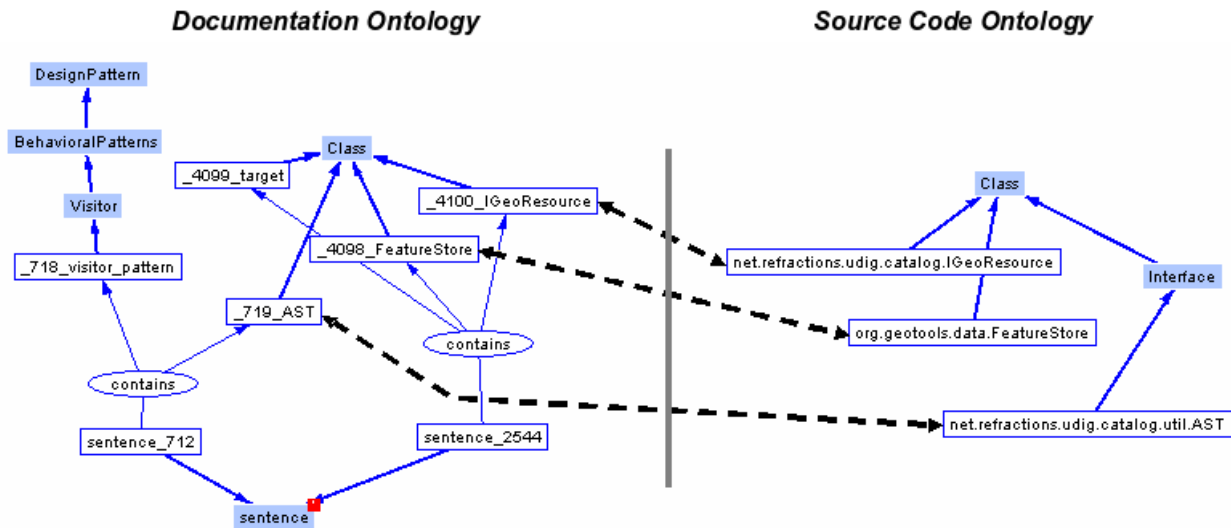 Documentation Ontology
Source Code Ontology
DesignPattern
BehavioralPatterns
Class
_4099_target
Visitor
_4100_IGeoResource
_4098_FeatureStore
_718_visitor_pattern
_719_AST
contains
contains
sentence_712
sentence_2544
sentence
Class
net.refractions.udig.catalog.IGeoResource
Interface
org.geotools.data.FeatureStore
net.refractions.udig.catalog.util.AST